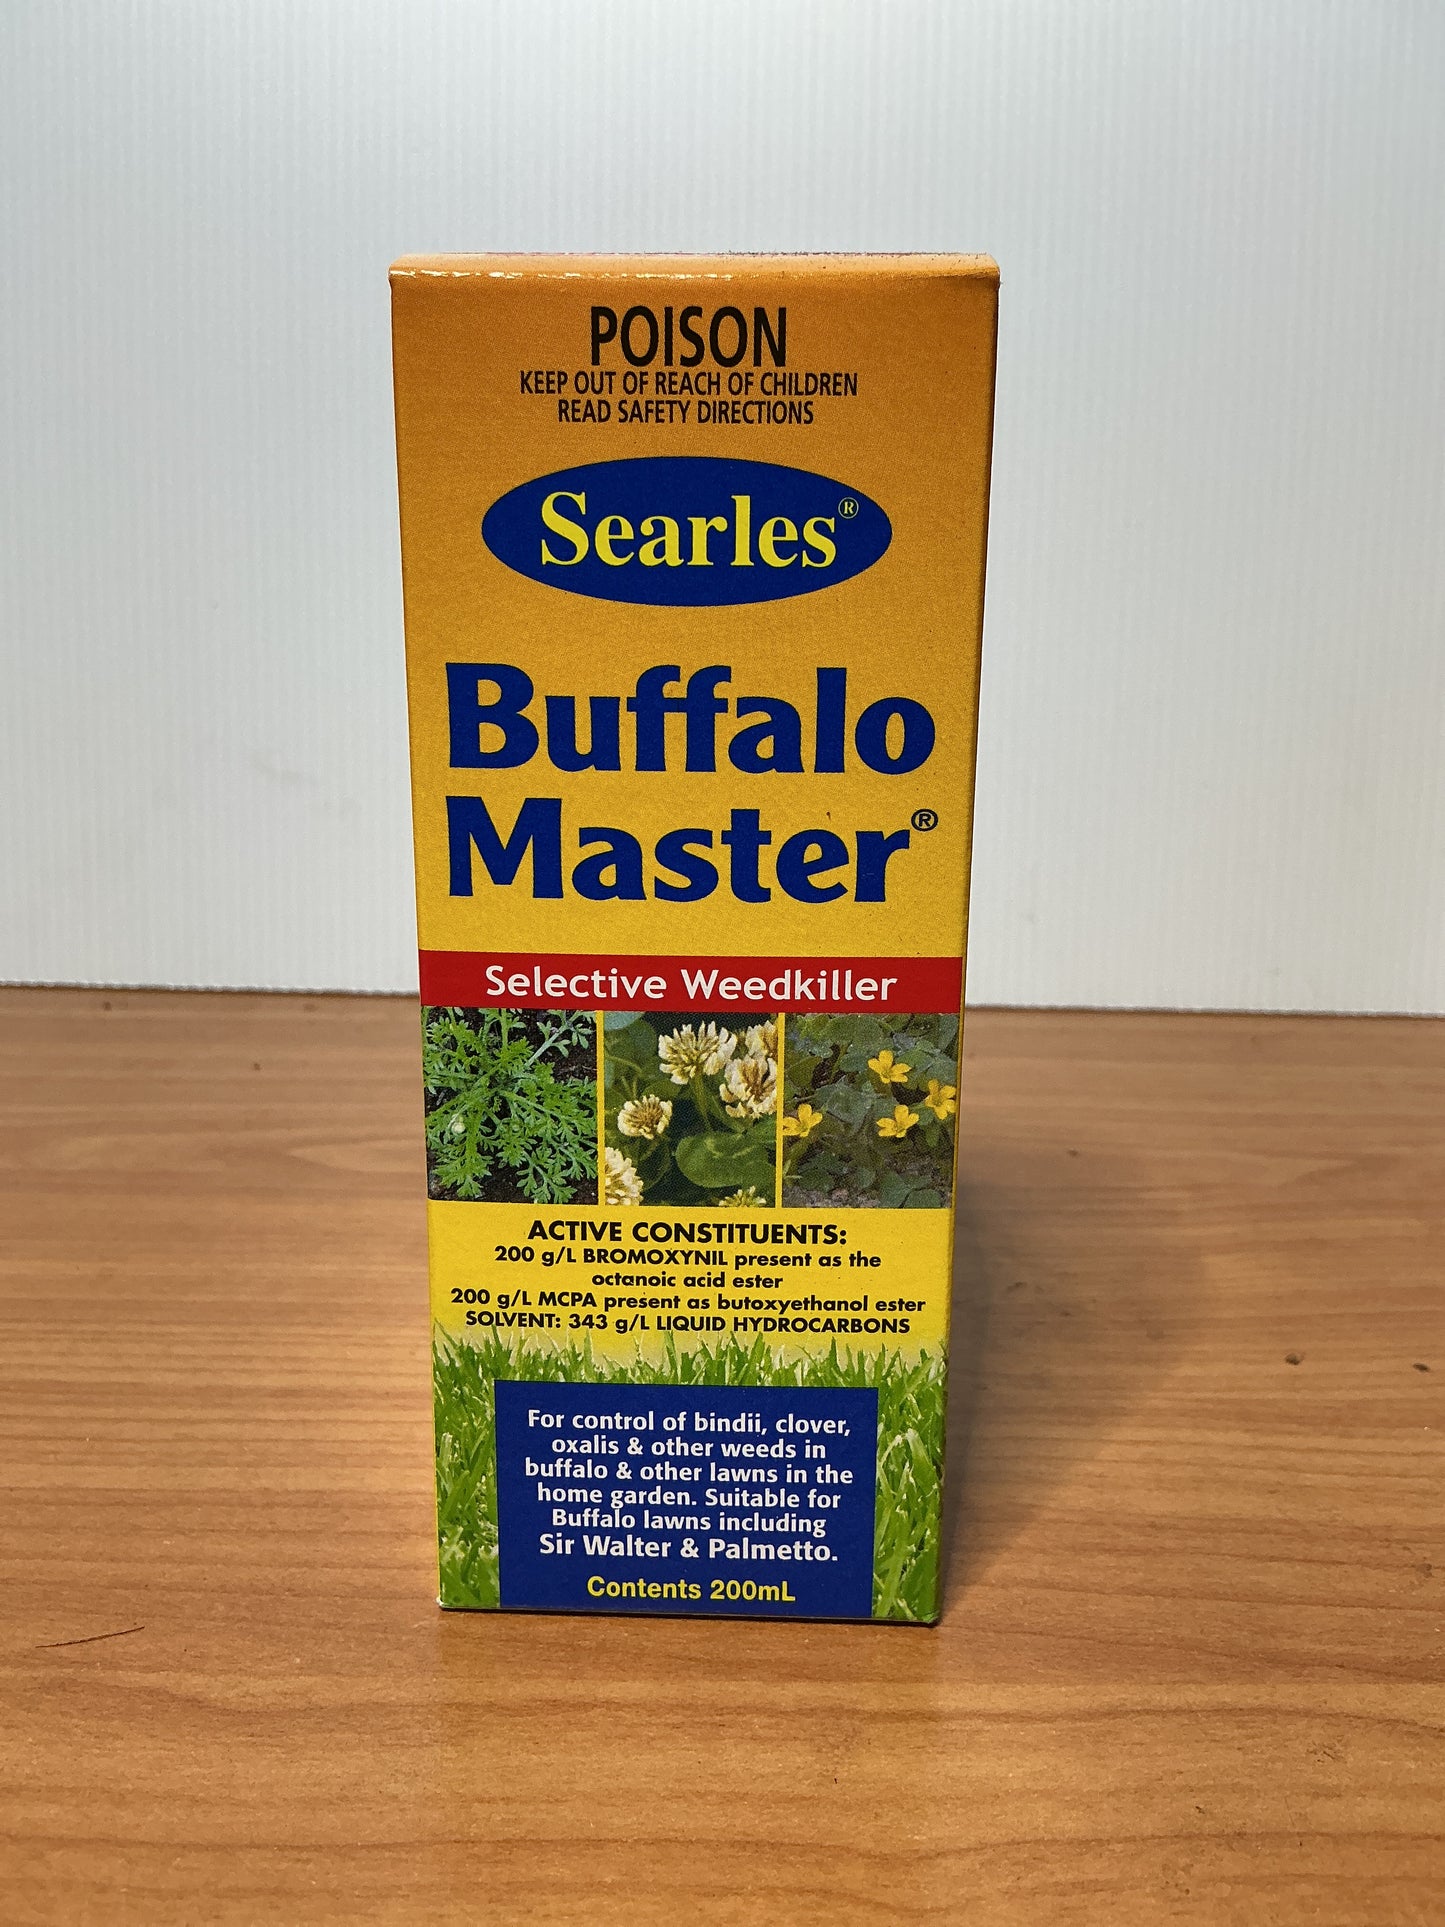 POISON
KEEP OUT OF REACH OF CHILDREN
READ SAFETY DIRECTIONS
Searles®
Buffalo
Master®
Selective Weedkiller
ACTIVE CONSTITUENTS:
200 g/L BROMOXYNIL present as the
octanoic acid ester
200 g/L MCPA present as butoxyethanol ester
SOLVENT: 343 g/L LIQUID HYDROCARBONS
For control of bindii, clover,
oxalis & other weeds in
buffalo & other lawns in the
home garden. Suitable for
Buffalo lawns including
Sir Walter & Palmetto.
Contents 200mL